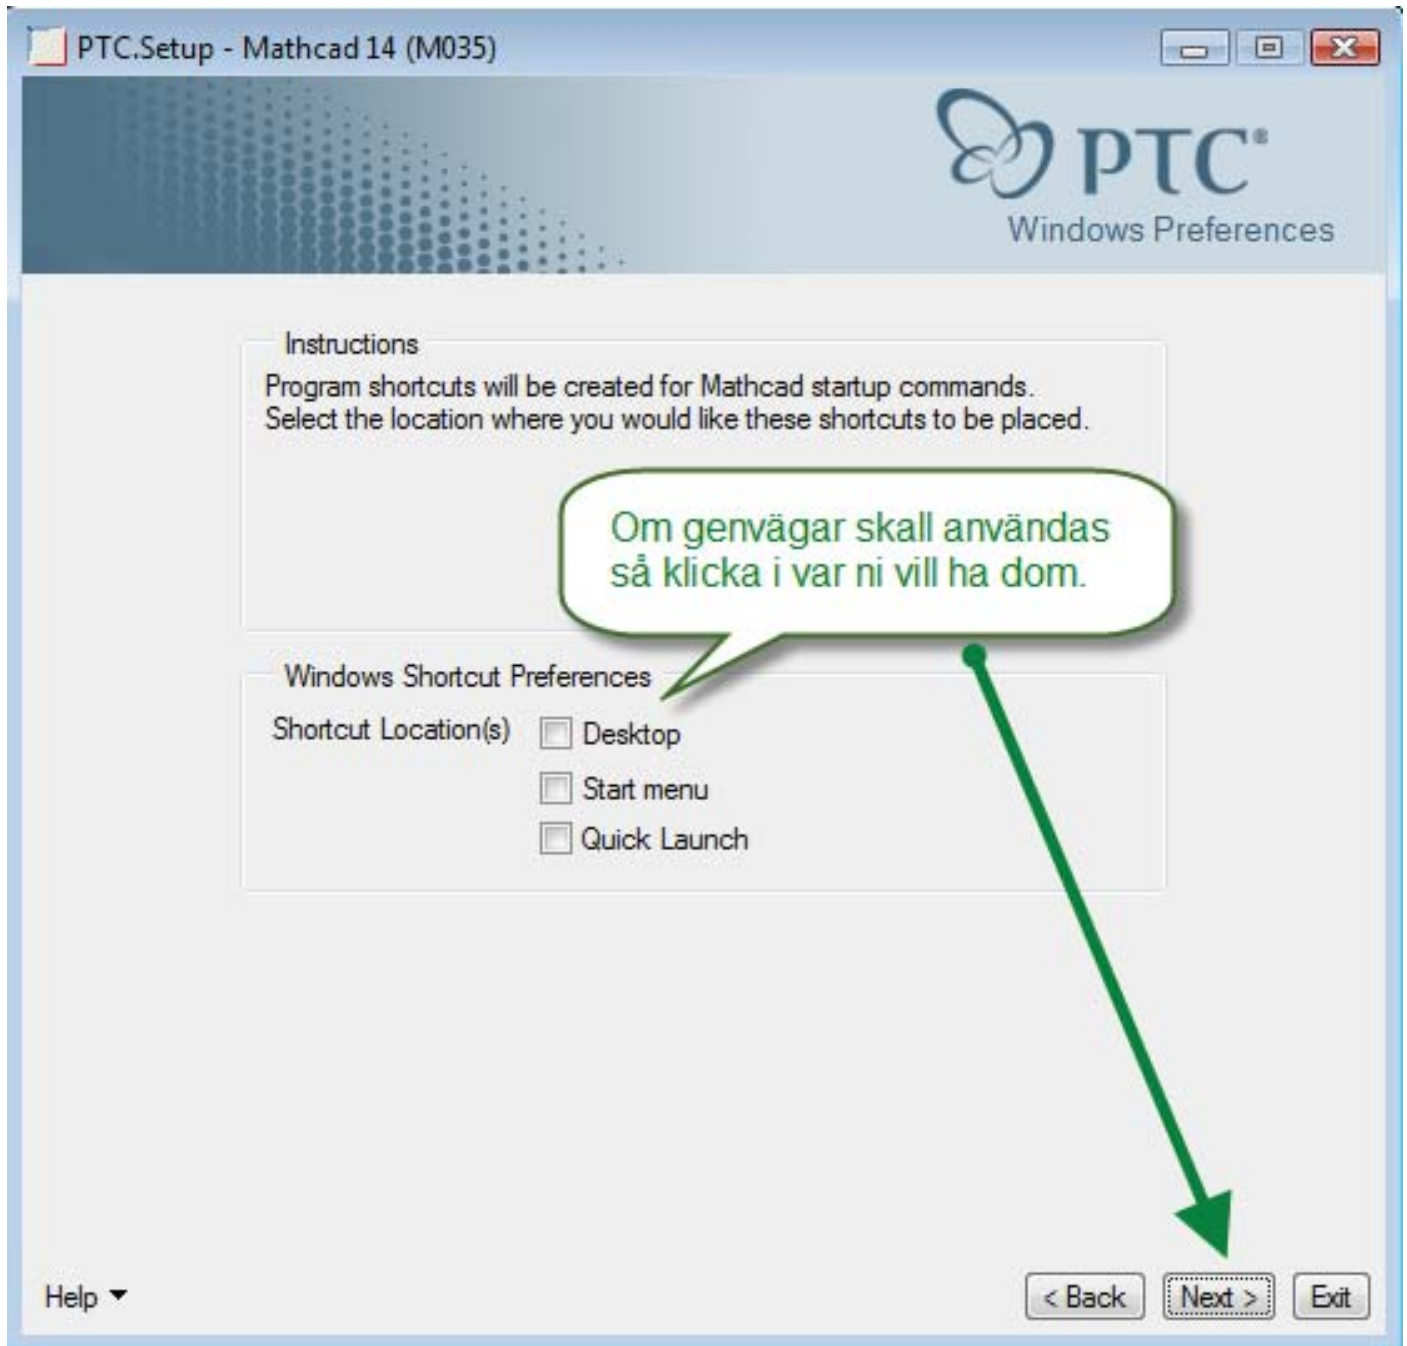 PTC.Setup - Mathcad 14 (M035)
PTC®
Windows Preferences
Instructions
Program shortcuts will be created for Mathcad startup commands.
Select the location where you would like these shortcuts to be placed.
Om genvägar skall användas
så klicka i var ni vill ha dom.
Windows Shortcut Preferences
Shortcut Location(s)
Desktop
Start menu
Quick Launch
Help
< Back
Next >
Exit